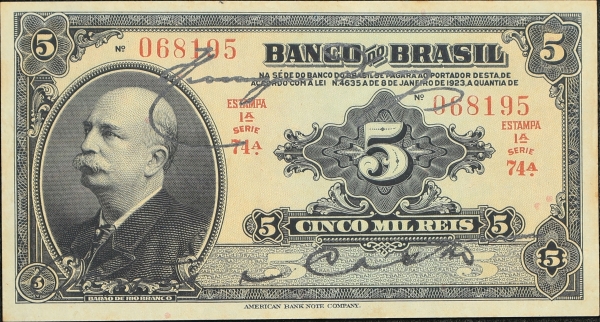 5
Nº 068195
BANCO DO BRASIL
5
NA SÉDE DO BANCO DO BRASIL SE PAGARÁ AO PORTADOR DESTA, DE
ACCORDO COM A LEI N. 4635 A DE 8 DE JANEIRO DE 1923, A QUANTIA DE
ESTAMPA
1A
SERIE
74A.
Nº 068195
ESTAMPA
1A
SERIE
74A.
5
5 CINCO MIL REIS 5
5
BARÃO DE RIO BRANCO
5
AMERICAN BANK NOTE COMPANY.